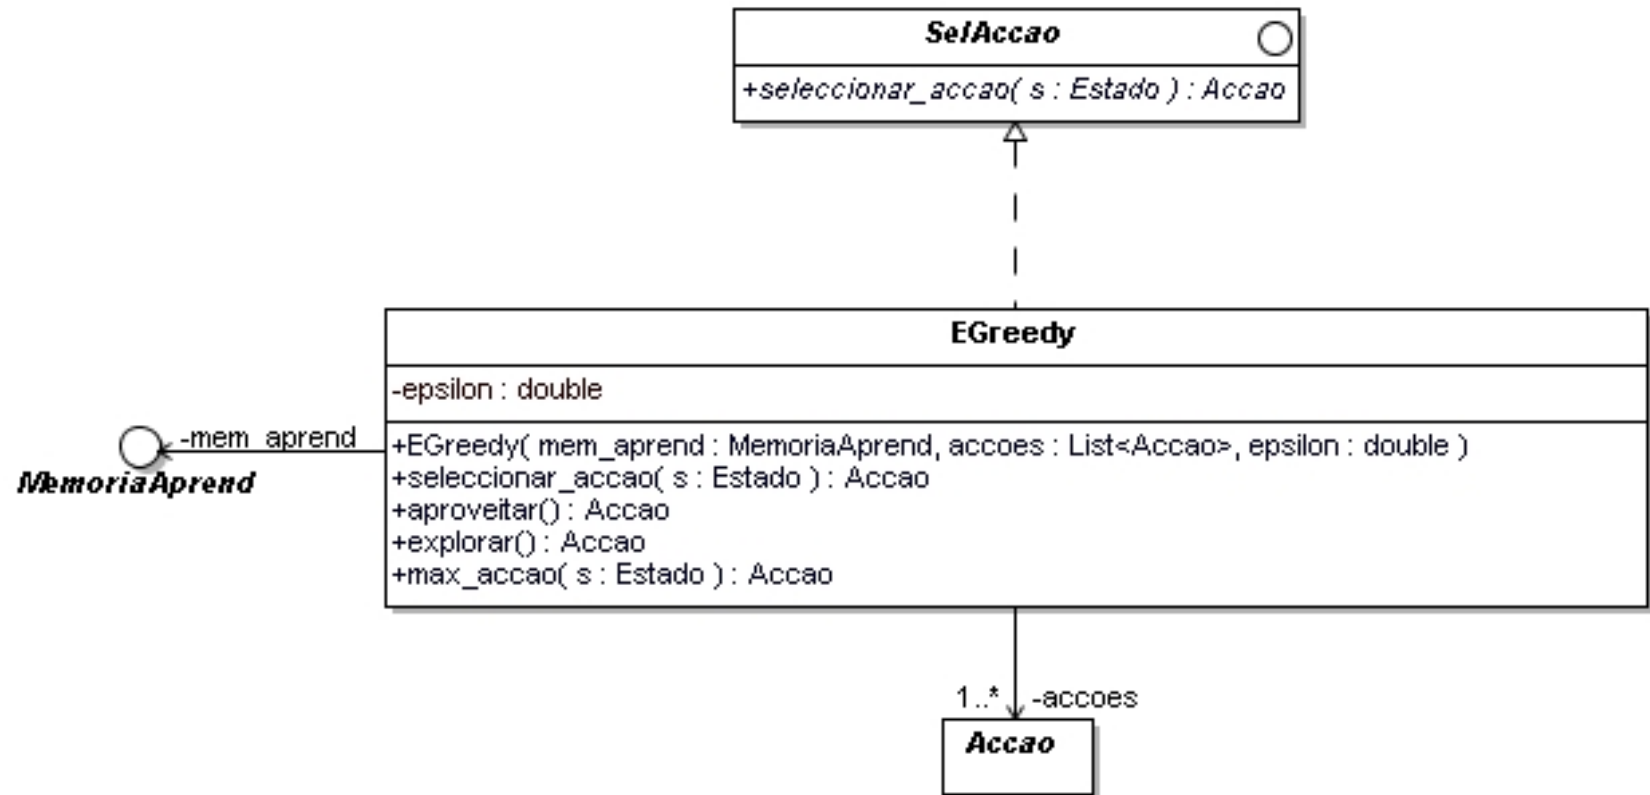 SelAccao
+seleccionar_accao( s : Estado ) : Accao
EGreedy
-epsilon : double
-mem_aprend
MemoriaAprend
+EGreedy( mem_aprend : MemoriaAprend, accoes : List<Accao>, epsilon : double )
+seleccionar_accao( s : Estado ) : Accao
+aproveitar() : Accao
+explorar() : Accao
+max_accao( s : Estado ) : Accao
1..* -accoes
Accao